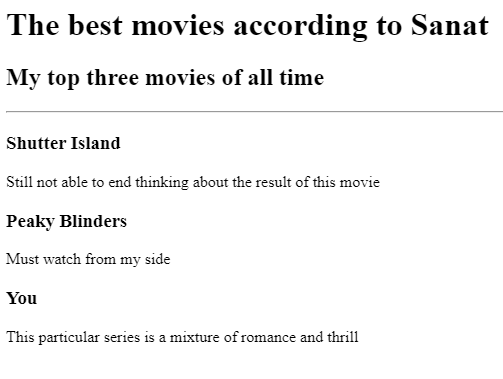 The best movies according to Sanat
My top three movies of all time
Shutter Island
Still not able to end thinking about the result of this movie
Peaky Blinders
Must watch from my side
You
This particular series is a mixture of romance and thrill